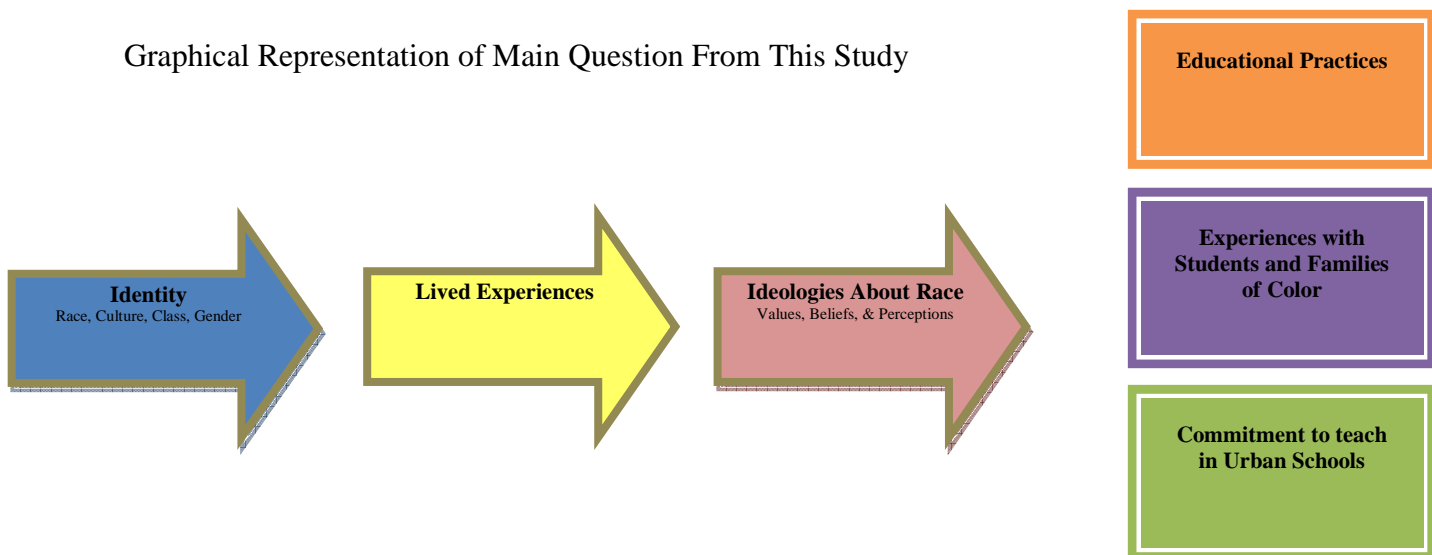 Graphical Representation of Main Question From This Study
Identity
Race, Culture, Class, Gender
Lived Experiences
Ideologies About Race
Values, Beliefs, & Perceptions
Educational Practices
Experiences with
Students and Families
of Color
Commitment to teach
in Urban Schools